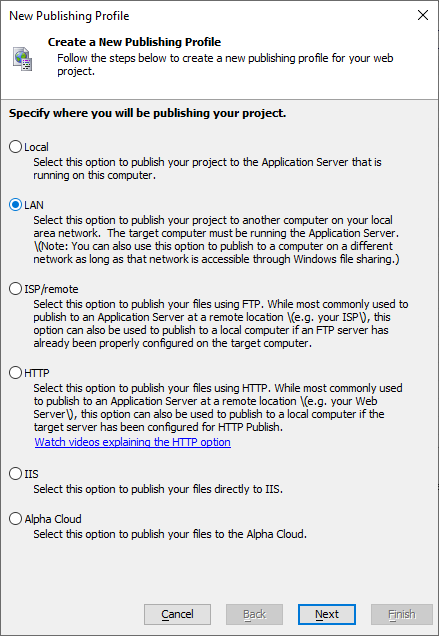 New Publishing Profile
Create a New Publishing Profile
Follow the steps below to create a new publishing profile for your web
project.
Specify where you will be publishing your project.
Local
Select this option to publish your project to the Application Server that is
running on this computer.
LAN
Select this option to publish your project to another computer on your local
area network.  The target computer must be running the Application Server.
\(Note: You can also use this option to publish to a computer on a different
network as long as that network is accessible through Windows file sharing.)
ISP/remote
Select this option to publish your files using FTP. While most commonly used to
publish to an Application Server at a remote location \(e.g. your ISP\), this
option can also be used to publish to a local computer if an FTP server has
already been properly configured on the target computer.
HTTP
Select this option to publish your files using HTTP. While most commonly used
to publish to an Application Server at a remote location \(e.g. your Web
Server\), this option can also be used to publish to a local computer if the
target server has been configured for HTTP Publish.
Watch videos explaining the HTTP option
IIS
Select this option to publish your files directly to IIS.
Alpha Cloud
Select this option to publish your files to the Alpha Cloud.
Cancel Back Next Finish